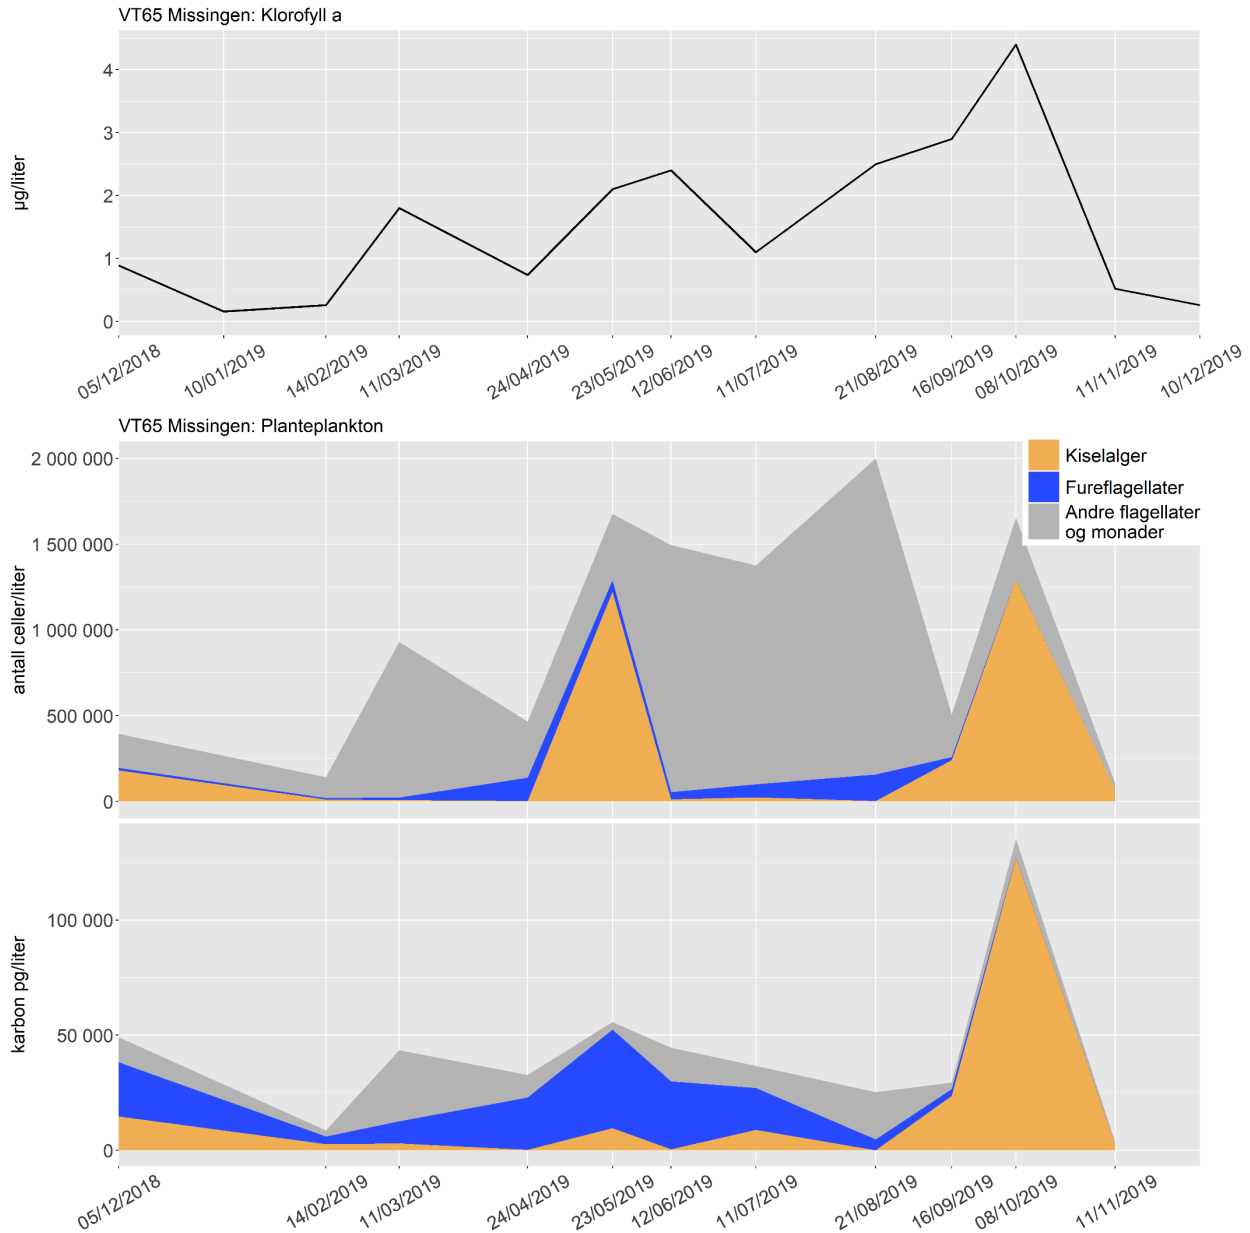 VT65 Missingen: Klorofyll a
µg/liter
4
3
2
1
0
05/12/2018
10/01/2019
14/02/2019
11/03/2019
24/04/2019
23/05/2019
12/06/2019
11/07/2019
21/08/2019
16/09/2019
08/10/2019
11/11/2019
10/12/2019
VT65 Missingen: Planteplankton
Kiselalger
Fureflagellater
Andre flagellater
og monader
antall celler/liter
2 000 000
1 500 000
1 000 000
500 000
0
karbon pg/liter
100 000
50 000
0
05/12/2018
14/02/2019
11/03/2019
24/04/2019
23/05/2019
12/06/2019
11/07/2019
21/08/2019
16/09/2019
08/10/2019
11/11/2019